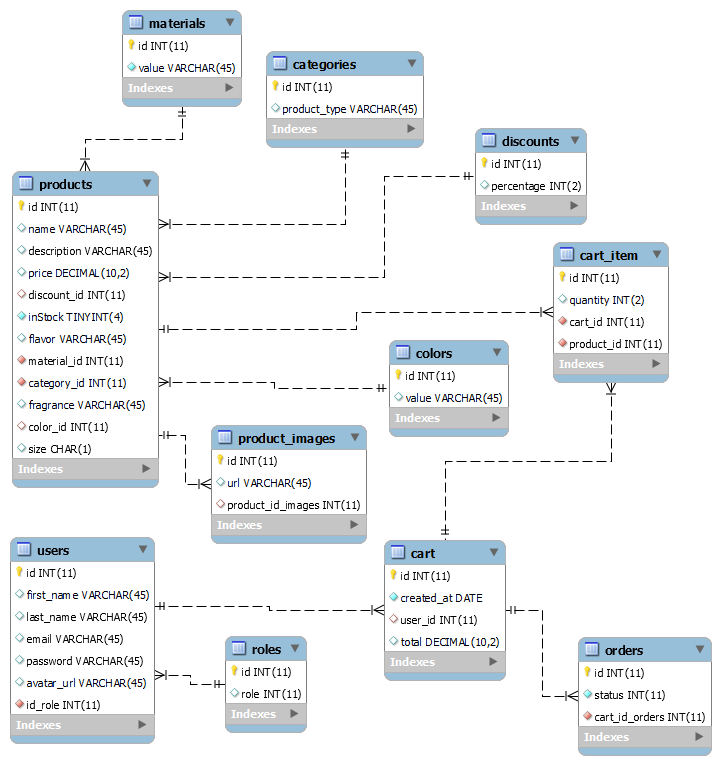 materials
id INT(11)
value VARCHAR(45)
Indexes
categories
id INT(11)
product_type VARCHAR(45)
Indexes
discounts
id INT(11)
percentage INT(2)
Indexes
products
id INT(11)
name VARCHAR(45)
description VARCHAR(45)
price DECIMAL(10,2)
discount_id INT(11)
inStock TINYINT(4)
flavor VARCHAR(45)
material_id INT(11)
category_id INT(11)
fragrance VARCHAR(45)
color_id INT(11)
size CHAR(1)
Indexes
cart_item
id INT(11)
quantity INT(2)
cart_id INT(11)
product_id INT(11)
Indexes
colors
id INT(11)
value VARCHAR(45)
Indexes
product_images
id INT(11)
url VARCHAR(45)
product_id_images INT(11)
Indexes
users
id INT(11)
first_name VARCHAR(45)
last_name VARCHAR(45)
email VARCHAR(45)
password VARCHAR(45)
avatar_url VARCHAR(45)
id_role INT(11)
Indexes
cart
id INT(11)
created_at DATE
user_id INT(11)
total DECIMAL(10,2)
Indexes
roles
id INT(11)
role INT(11)
Indexes
orders
id INT(11)
status INT(11)
cart_id_orders INT(11)
Indexes